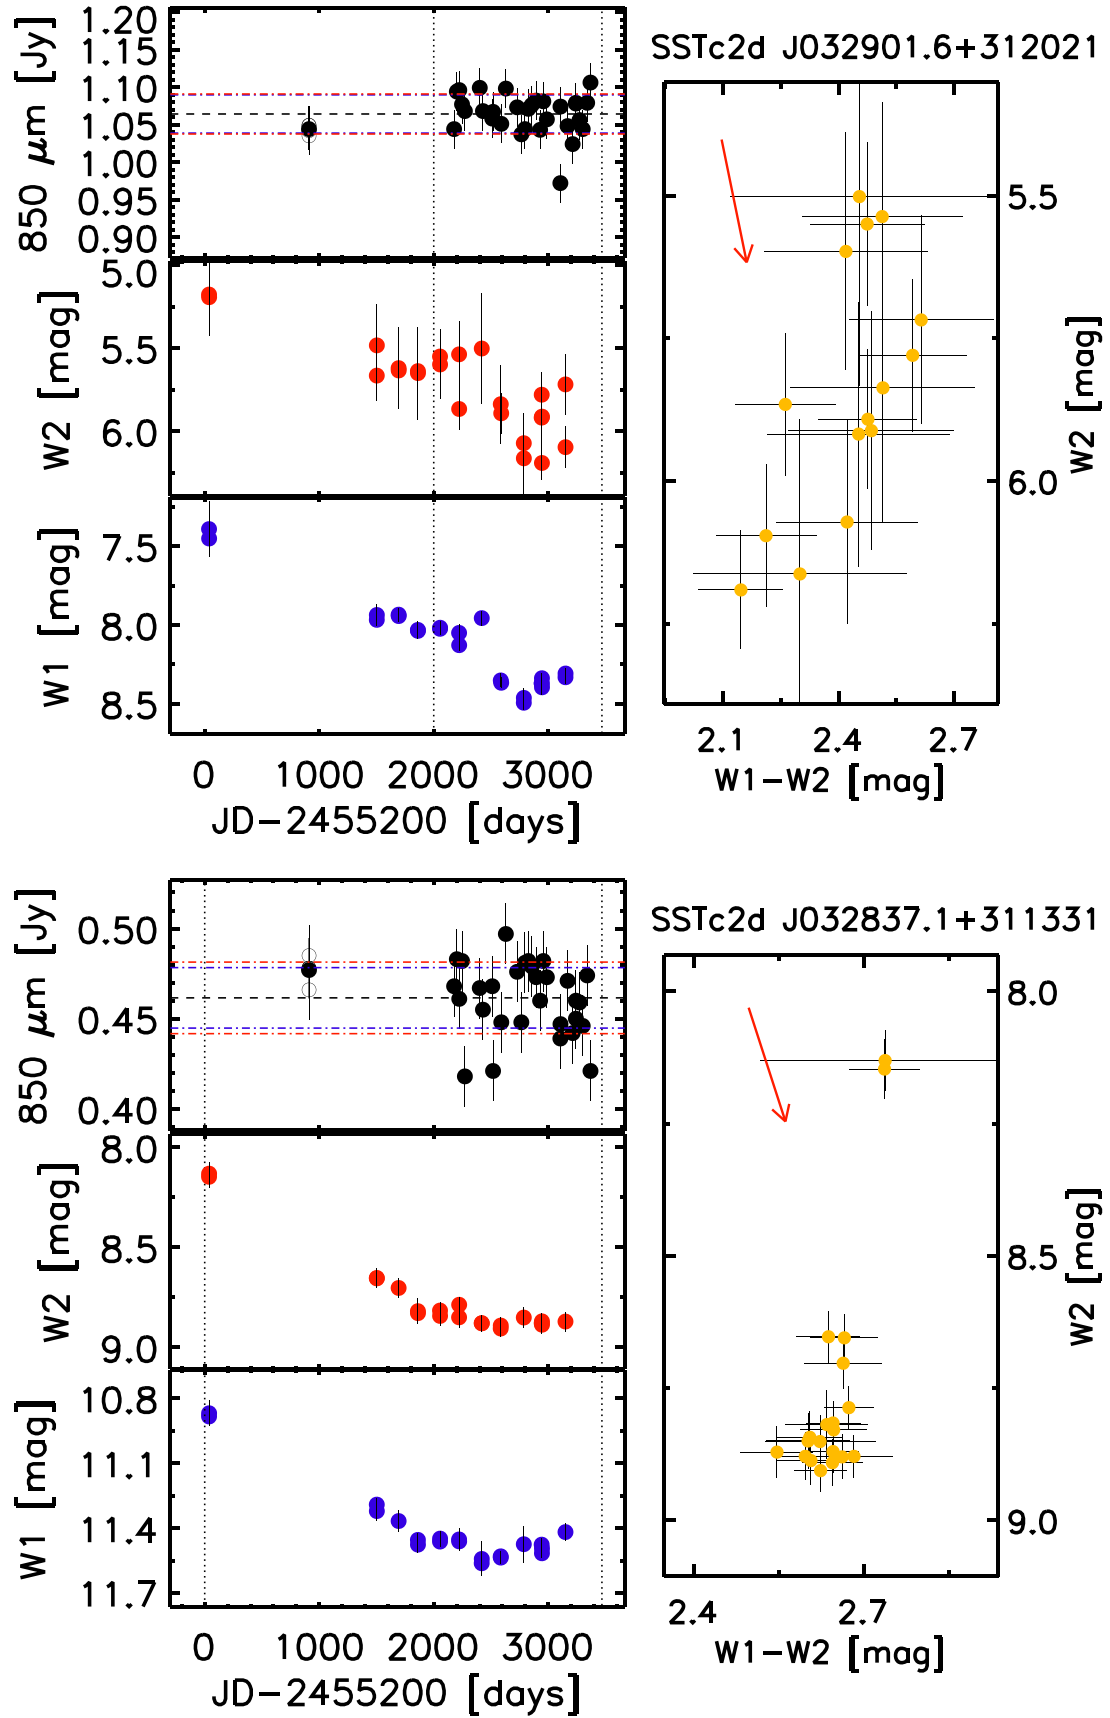 1.20
1.15
1.10
1.05
1.00
0.95
0.90
850 μm [Jy]
5.0
5.5
6.0
W2 [mag]
7.5
8.0
8.5
W1 [mag]
0 1000 2000 3000
JD−2455200 [days]
SSTc2d J032901.6+312021
5.5
6.0
W2 [mag]
2.1 2.4 2.7
W1−W2 [mag]
0.50
0.45
0.40
850 μm [Jy]
8.0
8.5
9.0
W2 [mag]
10.8
11.1
11.4
11.7
W1 [mag]
0 1000 2000 3000
JD−2455200 [days]
SSTc2d J032837.1+311331
8.0
8.5
9.0
W2 [mag]
2.4 2.7
W1−W2 [mag]